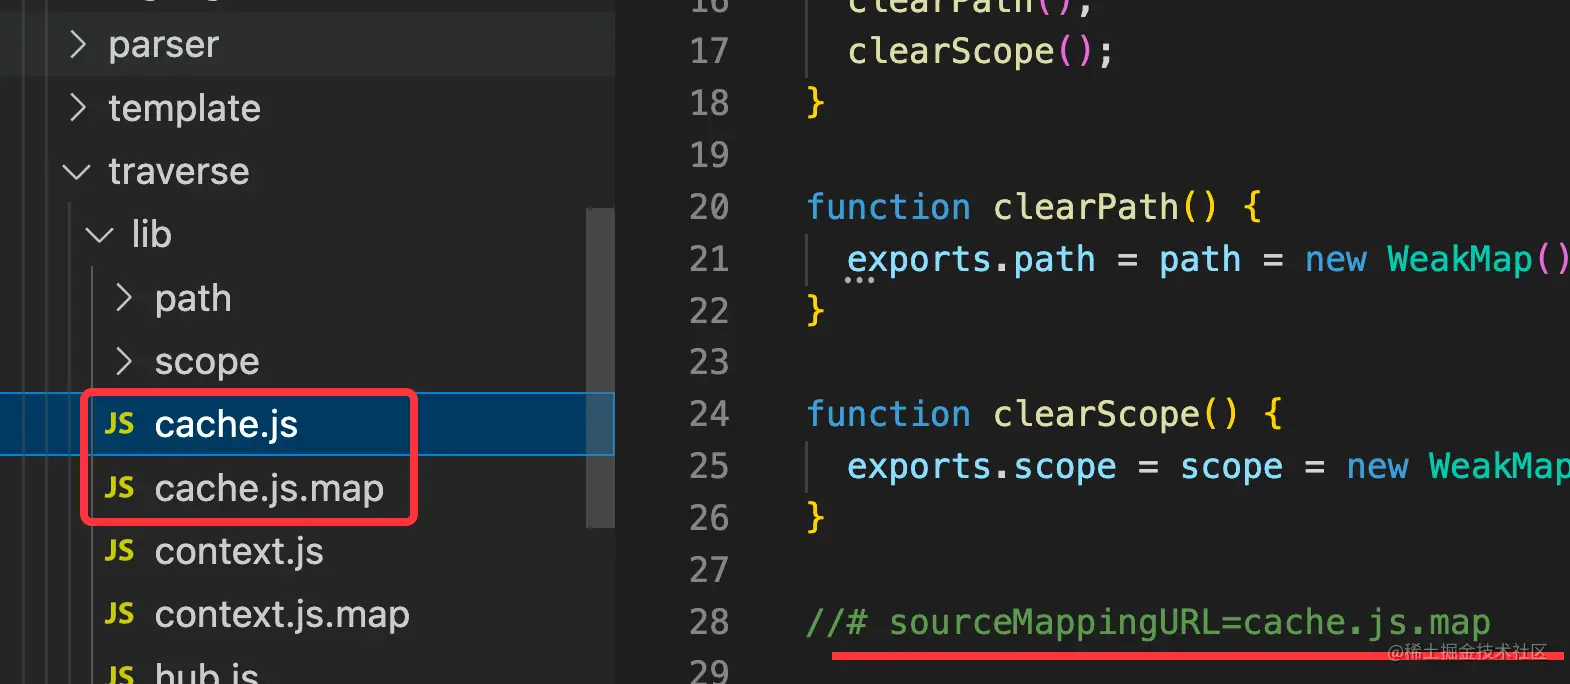 parser
template
traverse
lib
path
scope
JS cache.js
JS cache.js.map
JS context.js
JS context.js.map
JS hub.js
16 clearPath();
17 clearScope();
18 }
19
20 function clearPath() {
21 exports.path = path = new WeakMap()
22 }
23
24 function clearScope() {
25 exports.scope = scope = new WeakMap
26 }
27
28 //# sourceMappingURL=cache.js.map
29
@稀土掘金技术社区